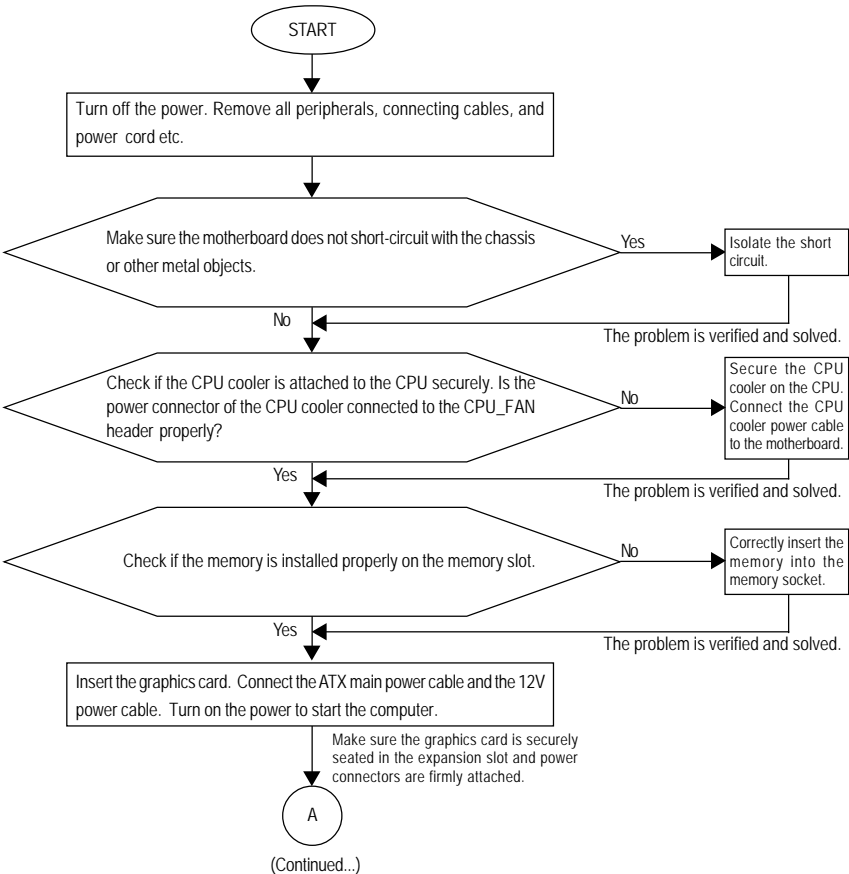 START
Turn off the power. Remove all peripherals, connecting cables, and
power cord etc.
Make sure the motherboard does not short-circuit with the chassis
or other metal objects.
Yes
Isolate the short
circuit.
No
The problem is verified and solved.
Check if the CPU cooler is attached to the CPU securely. Is the
power connector of the CPU cooler connected to the CPU_FAN
header properly?
No
Secure the CPU
cooler on the CPU.
Connect the CPU
cooler power cable
to the motherboard.
Yes
The problem is verified and solved.
Check if the memory is installed properly on the memory slot.
No
Correctly insert the
memory into the
memory socket.
Yes
The problem is verified and solved.
Insert the graphics card. Connect the ATX main power cable and the 12V
power cable. Turn on the power to start the computer.
Make sure the graphics card is securely
seated in the expansion slot and power
connectors are firmly attached.
A
(Continued...)